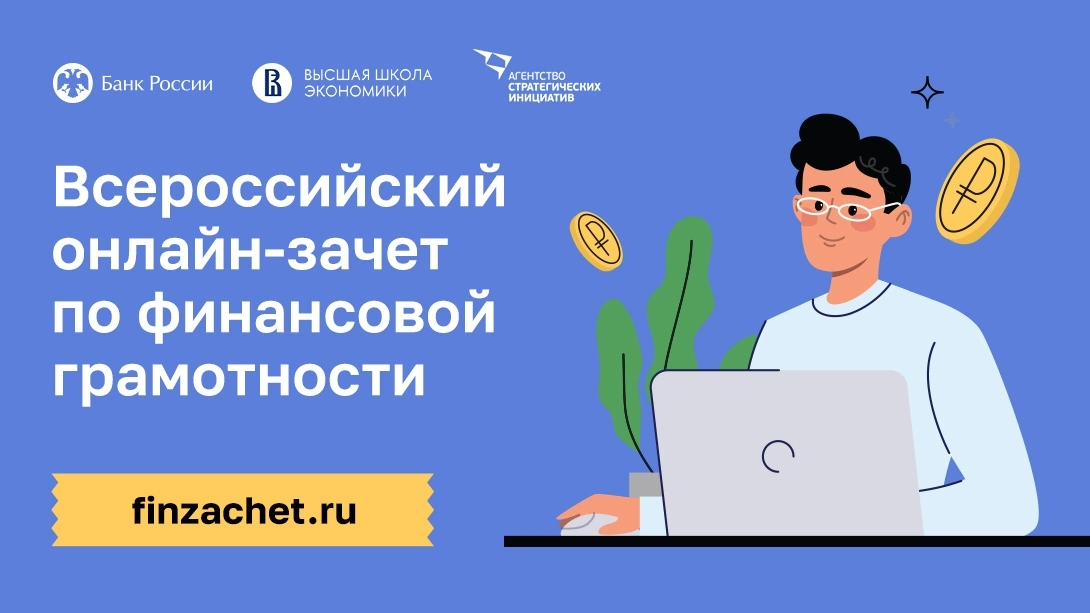 Банк России
ВЫСШАЯ ШКОЛА
ЭКОНОМИКИ
АГЕНТСТВО
СТРАТЕГИЧЕСКИХ
ИНИЦИАТИВ
Всероссийский
онлайн-зачет
по финансовой
грамотности
finzachet.ru